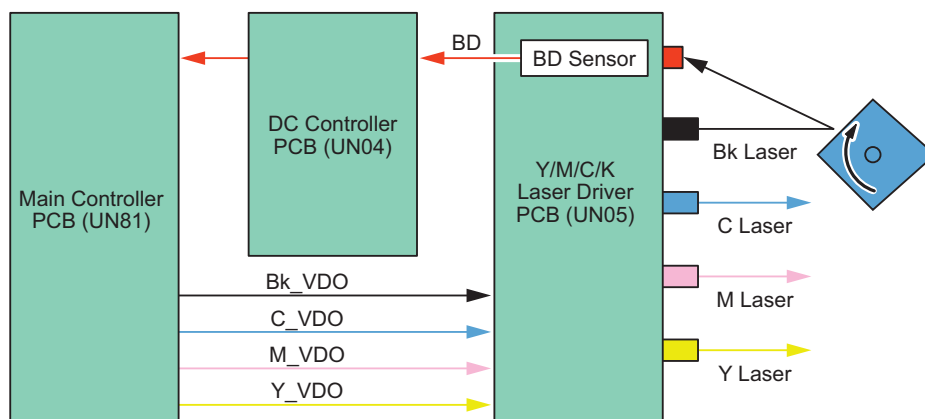 BD
BD Sensor
DC Controller
PCB (UN04)
Bk Laser
Main Controller
PCB (UN81)
Y/M/C/K
Laser Driver
PCB (UN05)
C Laser
Bk_VDO
M Laser
C_VDO
M_VDO
Y Laser
Y_VDO